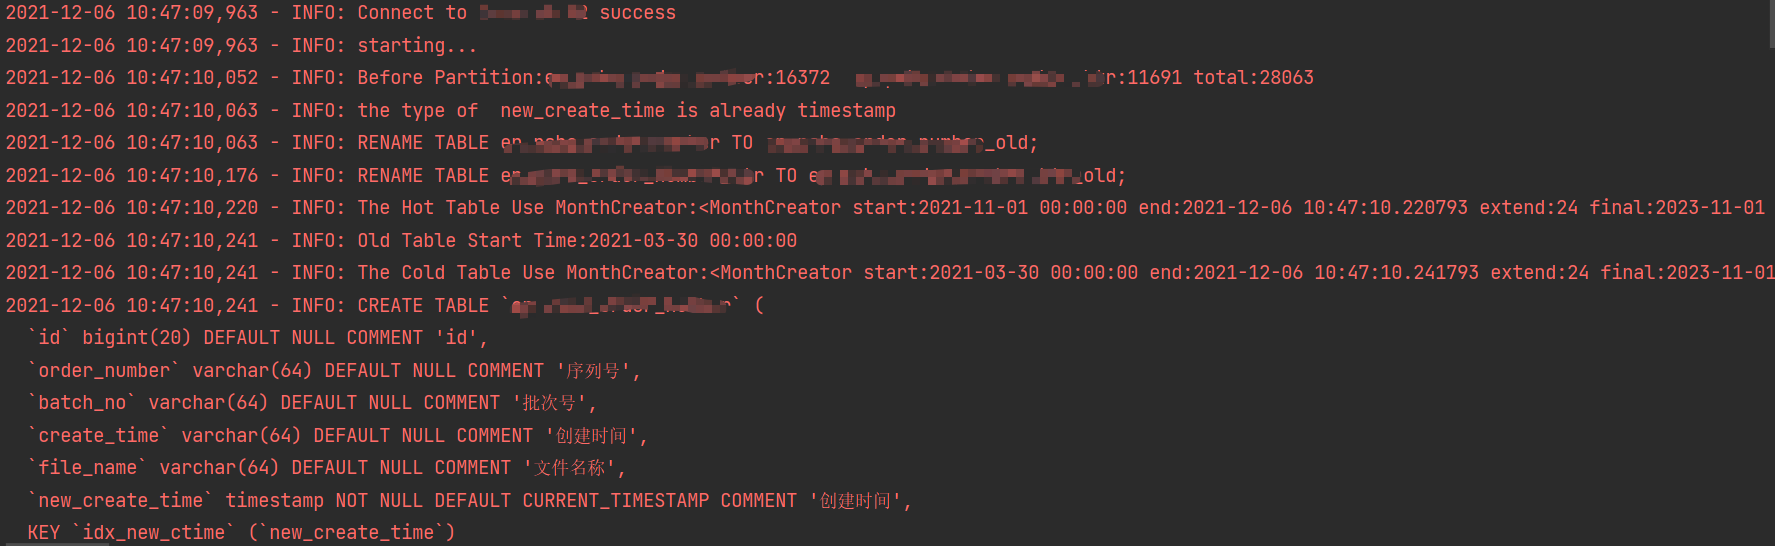 2021-12-06 10:47:09,963 - INFO: Connect to success
2021-12-06 10:47:09,963 - INFO: starting...
2021-12-06 10:47:10,052 - INFO: Before Partition: :16372 :11691 total:28063
2021-12-06 10:47:10,063 - INFO: the type of  new_create_time is already timestamp
2021-12-06 10:47:10,063 - INFO: RENAME TABLE TO _old;
2021-12-06 10:47:10,176 - INFO: RENAME TABLE TO _old;
2021-12-06 10:47:10,220 - INFO: The Hot Table Use MonthCreator:<MonthCreator start:2021-11-01 00:00:00 end:2021-12-06 10:47:10.220793 extend:24 final:2023-11-01
2021-12-06 10:47:10,241 - INFO: Old Table Start Time:2021-03-30 00:00:00
2021-12-06 10:47:10,241 - INFO: The Cold Table Use MonthCreator:<MonthCreator start:2021-03-30 00:00:00 end:2021-12-06 10:47:10.241793 extend:24 final:2023-11-01
2021-12-06 10:47:10,241 - INFO: CREATE TABLE ` ` (
`id` bigint(20) DEFAULT NULL COMMENT 'id',
`order_number` varchar(64) DEFAULT NULL COMMENT '序列号',
`batch_no` varchar(64) DEFAULT NULL COMMENT '批次号',
`create_time` varchar(64) DEFAULT NULL COMMENT '创建时间',
`file_name` varchar(64) DEFAULT NULL COMMENT '文件名称',
`new_create_time` timestamp NOT NULL DEFAULT CURRENT_TIMESTAMP COMMENT '创建时间',
KEY `idx_new_ctime` (`new_create_time`)